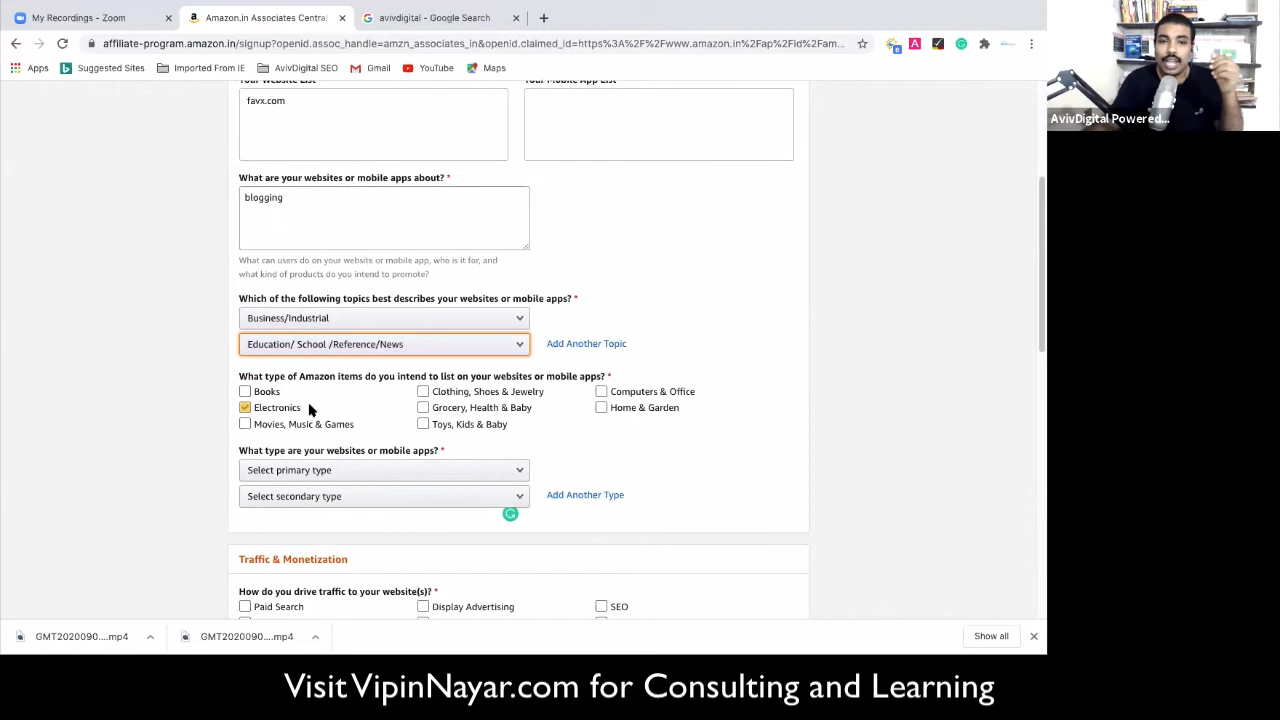 My Recordings - Zoom
Amazon.in Associates Central
avivdigital - Google Search
affiliate-program.amazon.in/signup?openid.assoc_handle=amzn_associates_in&openid.claimed_id=https%3A%2F%2Fwww.amazon.in%2Fap%2Fid%2Fam...
Apps
Suggested Sites
Imported From IE
AvivDigital SEO
Gmail
YouTube
Maps
AvivDigital Powered...
Your Website List
Your Mobile App List
favx.com
What are your websites or mobile apps about? *
blogging
What can users do on your website or mobile app, who is it for, and
what kind of products do you intend to promote?
Which of the following topics best describes your websites or mobile apps? *
Business/Industrial
Education/ School /Reference/News
Add Another Topic
What type of Amazon items do you intend to list on your websites or mobile apps? *
Books
Clothing, Shoes & Jewelry
Computers & Office
Electronics
Grocery, Health & Baby
Home & Garden
Movies, Music & Games
Toys, Kids & Baby
What type are your websites or mobile apps? *
Select primary type
Select secondary type
Add Another Type
Traffic & Monetization
How do you drive traffic to your website(s)? *
Paid Search
Display Advertising
SEO
GMT2020090....mp4
GMT2020090....mp4
Show all
Visit VipinNayar.com for Consulting and Learning